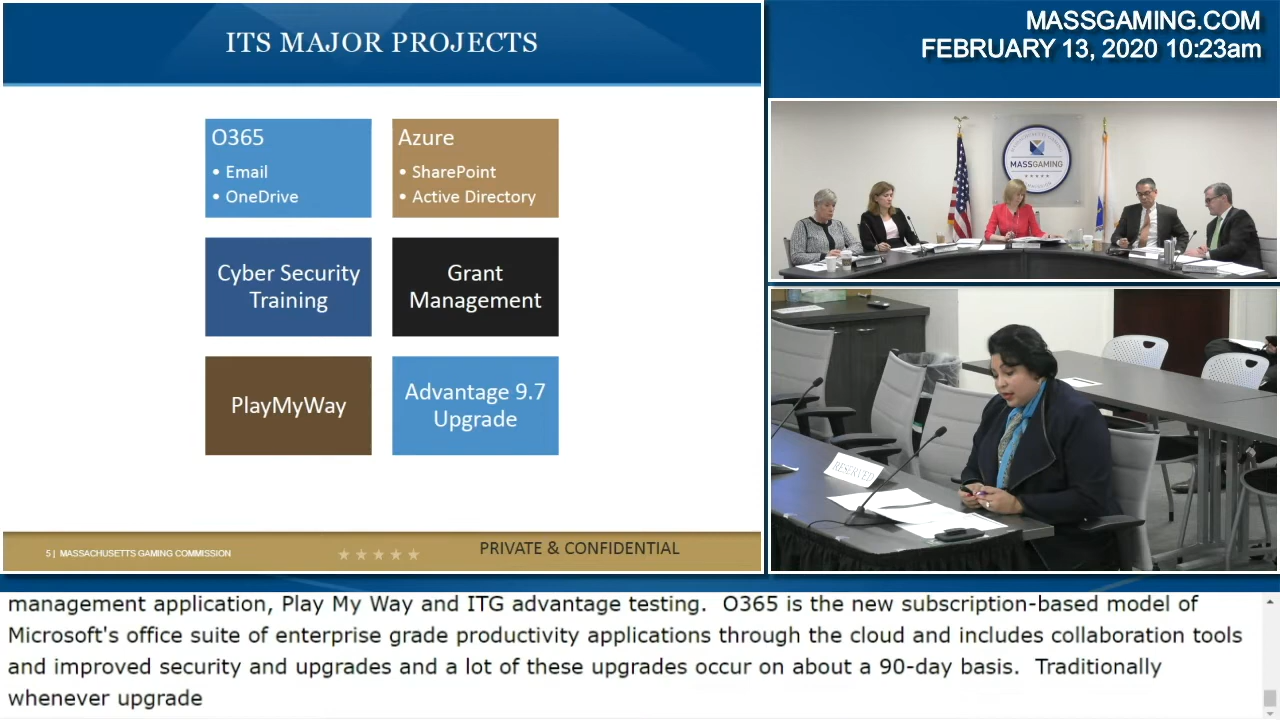 ITS MAJOR PROJECTS
O365
• Email
• OneDrive
Azure
• SharePoint
• Active Directory
Cyber Security
Training
Grant
Management
PlayMyWay
Advantage 9.7
Upgrade
5 | MASSACHUSETTS GAMING COMMISSION
PRIVATE & CONFIDENTIAL
MASSGAMING.COM
FEBRUARY 13, 2020 10:23am
MASSGAMING
RESERVED
management application, Play My Way and ITG advantage testing.  O365 is the new subscription-based model of
Microsoft's office suite of enterprise grade productivity applications through the cloud and includes collaboration tools
and improved security and upgrades and a lot of these upgrades occur on about a 90-day basis.  Traditionally
whenever upgrade